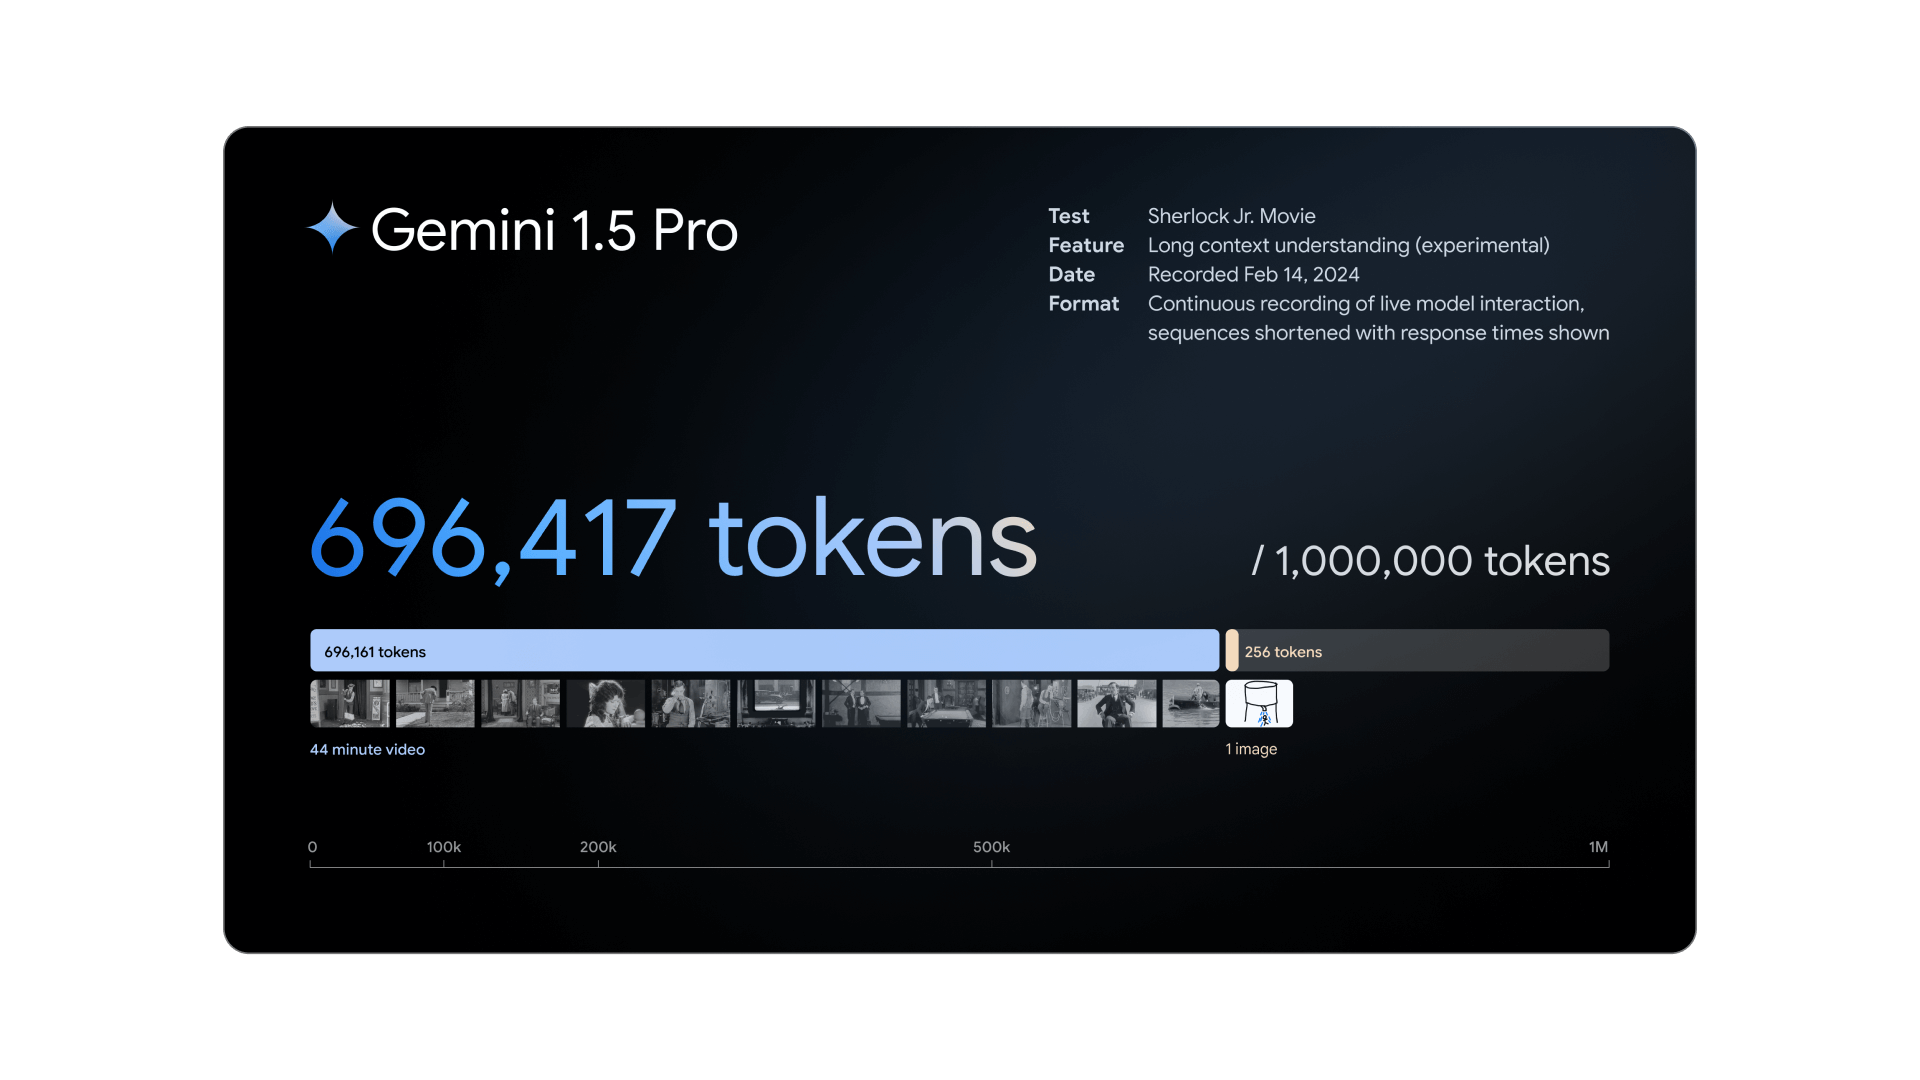 Gemini 1.5 Pro
Test Sherlock Jr. Movie
Feature Long context understanding (experimental)
Date Recorded Feb 14, 2024
Format Continuous recording of live model interaction,
sequences shortened with response times shown
696,417 tokens
/ 1,000,000 tokens
696,161 tokens
256 tokens
44 minute video
1 image
0 100k 200k 500k 1M